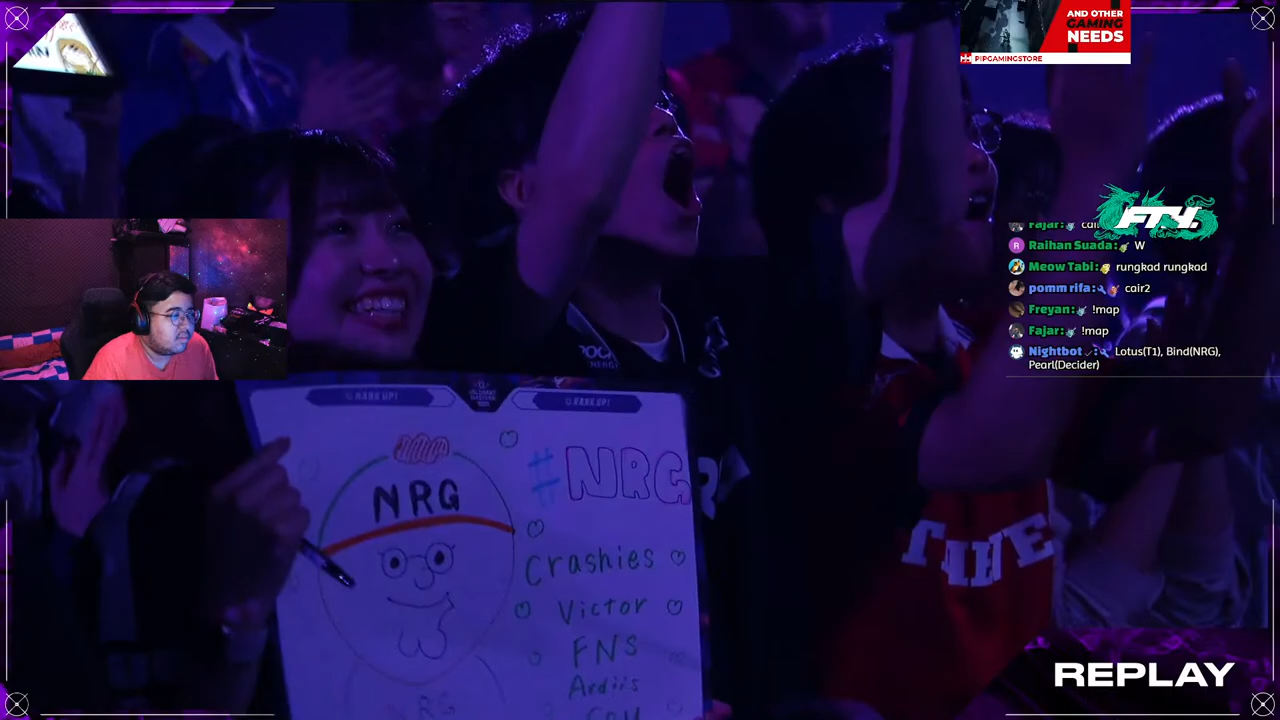 AND OTHER
GAMING
NEEDS
PIPGAMINGSTORE
FTY.
Fajar:
Raihan Suada: W
Meow Tabi: rungkad rungkad
pomm rifa: cair2
Freyan: !map
Fajar: !map
Nightbot: Lotus(T1), Bind(NRG),
Pearl(Decider)
NRG
#NRG
Crashies
Victor
FNS
Ardiis
REPLAY